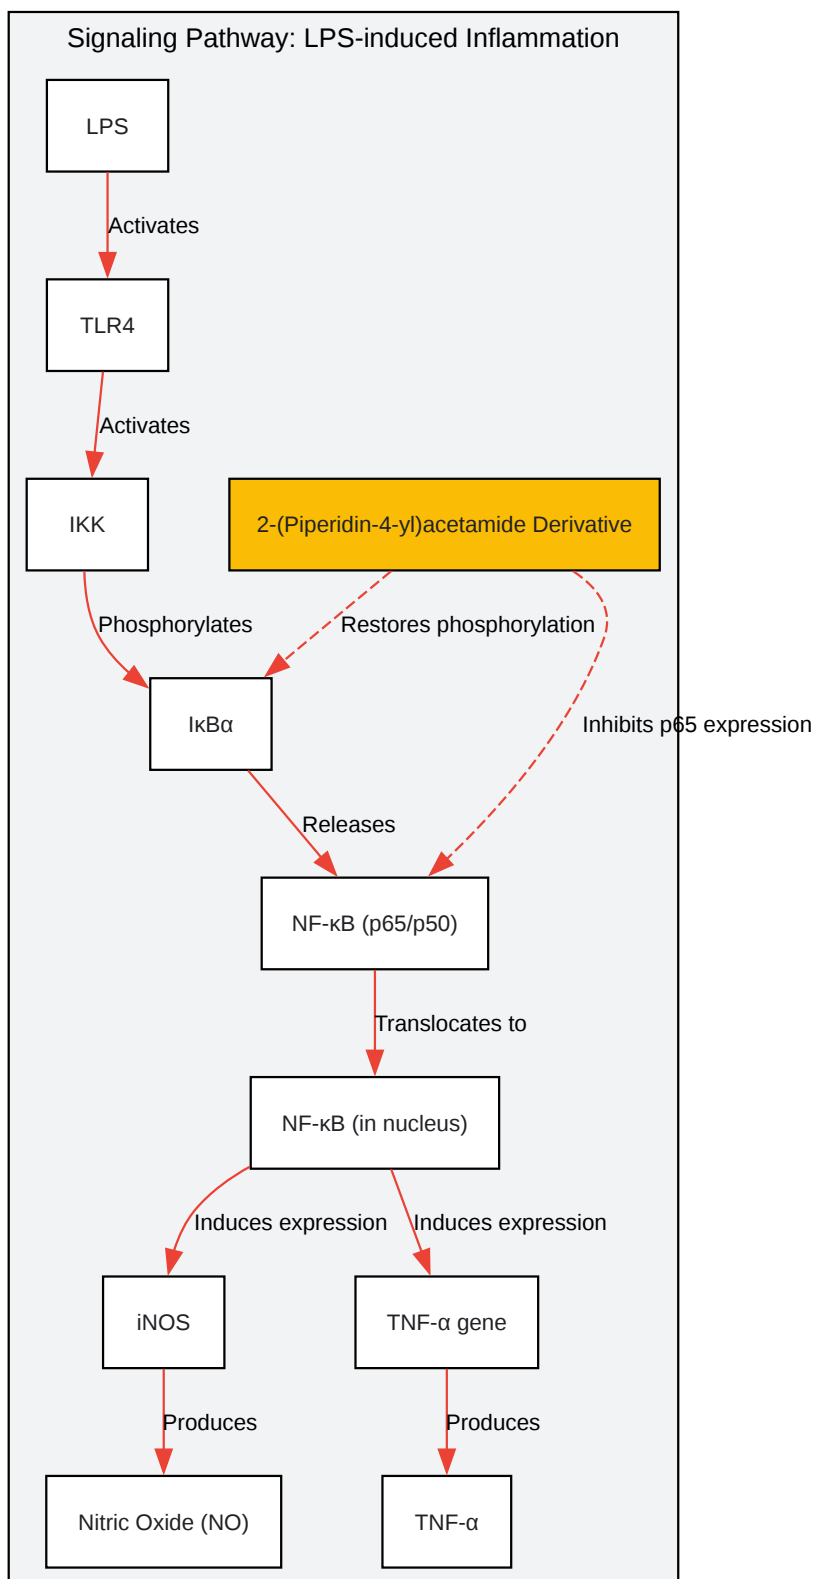 Signaling Pathway: LPS-induced Inflammation
LPS
Activates
TLR4
Activates
IKK
2-(Piperidin-4-yl)acetamide Derivative
Phosphorylates
Restores phosphorylation
IκBα
Inhibits p65 expression
Releases
NF-κB (p65/p50)
Translocates to
NF-κB (in nucleus)
Induces expression
Induces expression
iNOS
TNF-α gene
Produces
Produces
Nitric Oxide (NO)
TNF-α